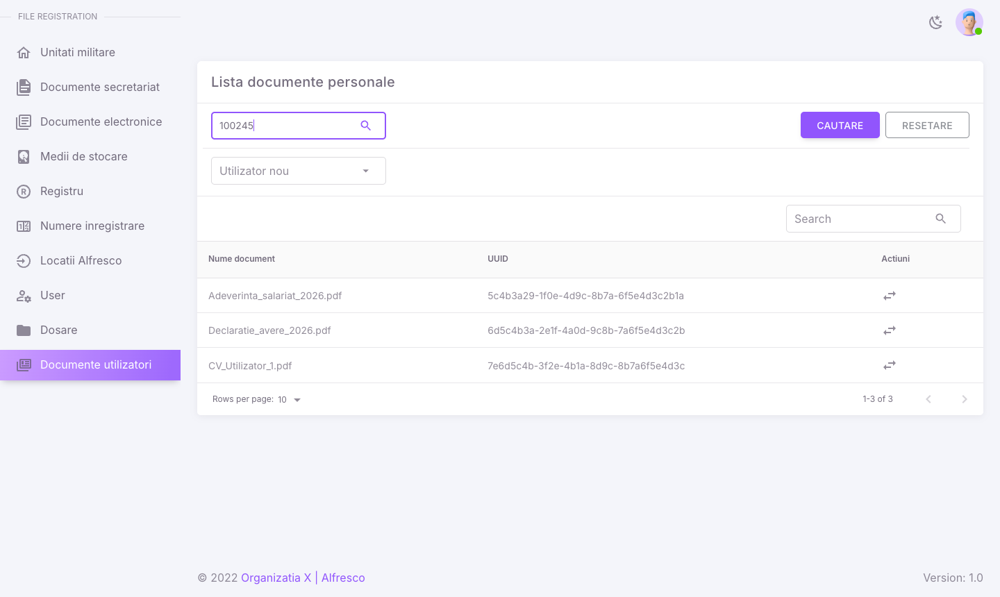 FILE REGISTRATION
Unitati militare
Documente secretariat
Documente electronice
Medii de stocare
Registru
Numere inregistrare
Locatii Alfresco
User
Dosare
Documente utilizatori
Lista documente personale
100245
CAUTARE RESETARE
Utilizator nou
Search
Nume document UUID Actiuni
Adeverinta_salariat_2026.pdf 5c4b3a29-1f0e-4d9c-8b7a-6f5e4d3c2b1a
Declaratie_avere_2026.pdf 6d5c4b3a-2e1f-4a0d-9c8b-7a6f5e4d3c2b
CV_Utilizator_1.pdf 7e6d5c4b-3f2e-4b1a-8d9c-8b7a6f5e4d3c
Rows per page: 10 1-3 of 3
© 2022 Organizatia X | Alfresco Version: 1.0